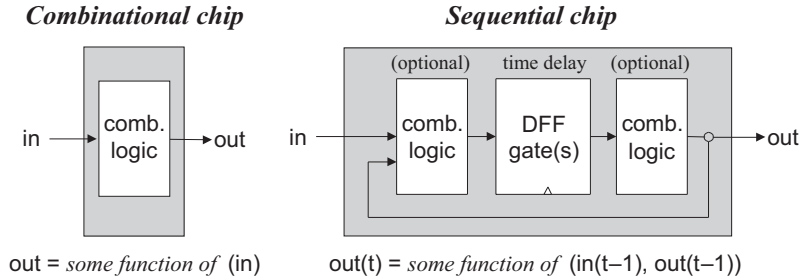 Combinational chip
in
comb.
logic
out
out = some function of (in)
Sequential chip
(optional)
time delay
(optional)
in
comb.
logic
DFF
gate(s)
comb.
logic
out
out(t) = some function of (in(t–1), out(t–1))